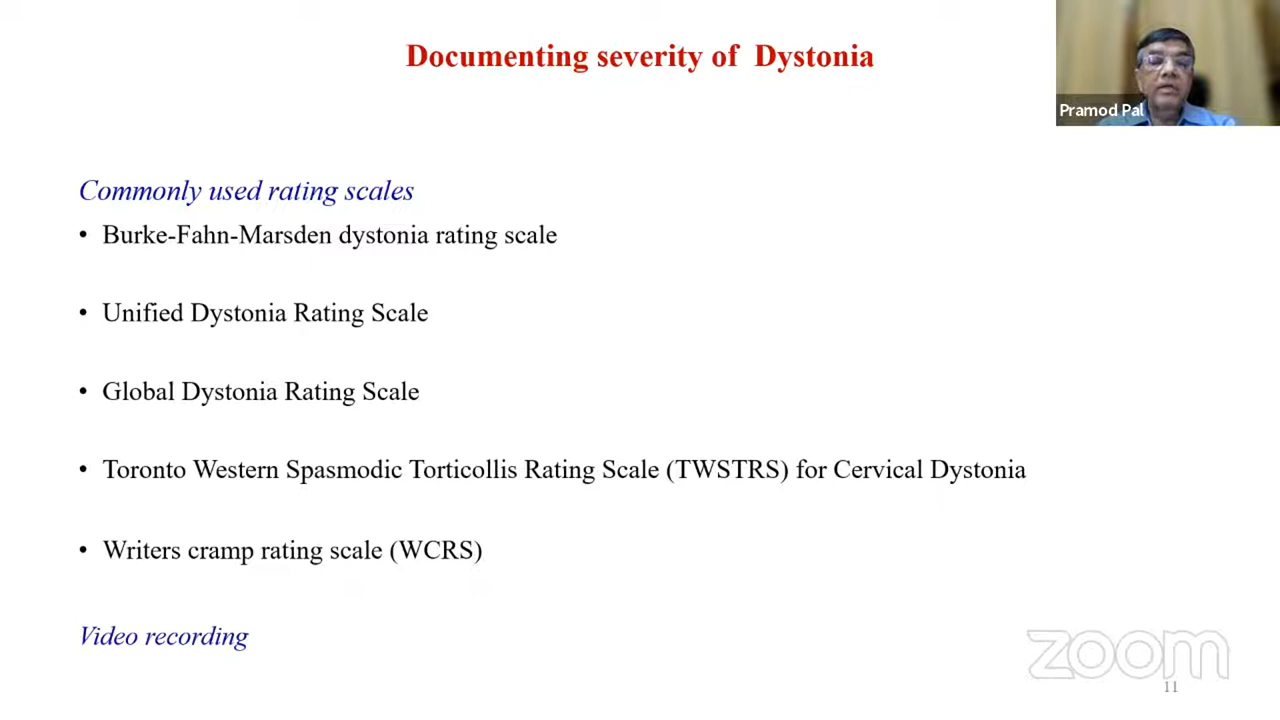 Documenting severity of Dystonia
Pramod Pal
Commonly used rating scales
• Burke-Fahn-Marsden dystonia rating scale
• Unified Dystonia Rating Scale
• Global Dystonia Rating Scale
• Toronto Western Spasmodic Torticollis Rating Scale (TWSTRS) for Cervical Dystonia
• Writers cramp rating scale (WCRS)
Video recording
zoom
11